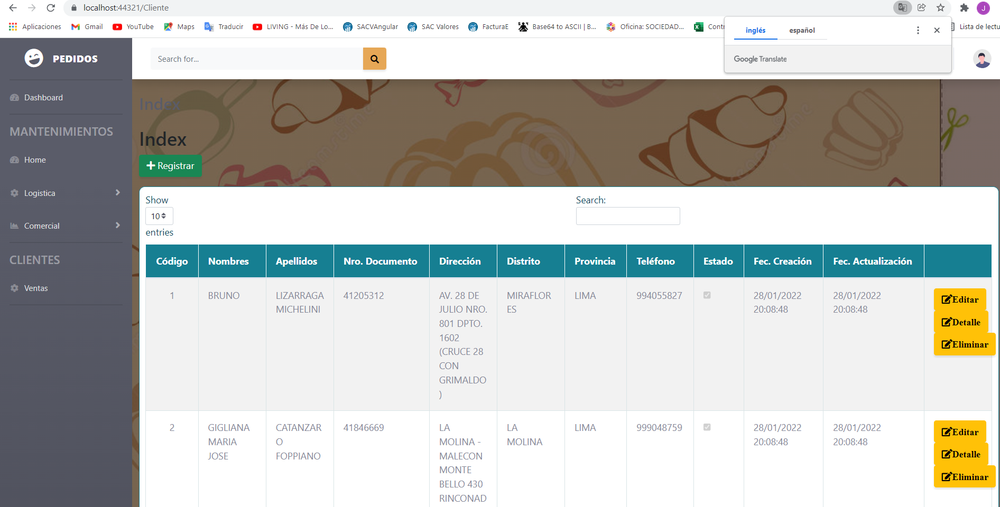 localhost:44321/Cliente
J
Aplicaciones
Gmail
YouTube
Maps
Traducir
LIVING - Más De Lo...
SACVAngular
SAC Valores
FacturaE
Base64 to ASCII | B...
Oficina: SOCIEDAD...
Contr
Lista de lectu
inglés
español
Google Translate
PEDIDOS
Search for...
Dashboard
MANTENIMIENTOS
Home
Logistica
Comercial
CLIENTES
Ventas
Index
Index
Registrar
Show
10
entries
Search:
Código Nombres Apellidos Nro. Documento Dirección Distrito Provincia Teléfono Estado Fec. Creación Fec. Actualización
1 BRUNO LIZARRAGA 41205312 AV. 28 DE MIRAFLOR LIMA 994055827 28/01/2022 28/01/2022
MICHELINI JULIO NRO. ES 20:08:48 20:08:48
801 DPTO.
1602
(CRUCE 28
CON
GRIMALDO
)
Editar
Detalle
Eliminar
2 GIGLIANA CATANZAR 41846669 LA LA LIMA 999048759 28/01/2022 28/01/2022
MARIA O MOLINA - MOLINA 20:08:48 20:08:48
JOSE FOPPIANO MALECON
MONTE
BELLO 430
RINCONAD
Editar
Detalle
Eliminar